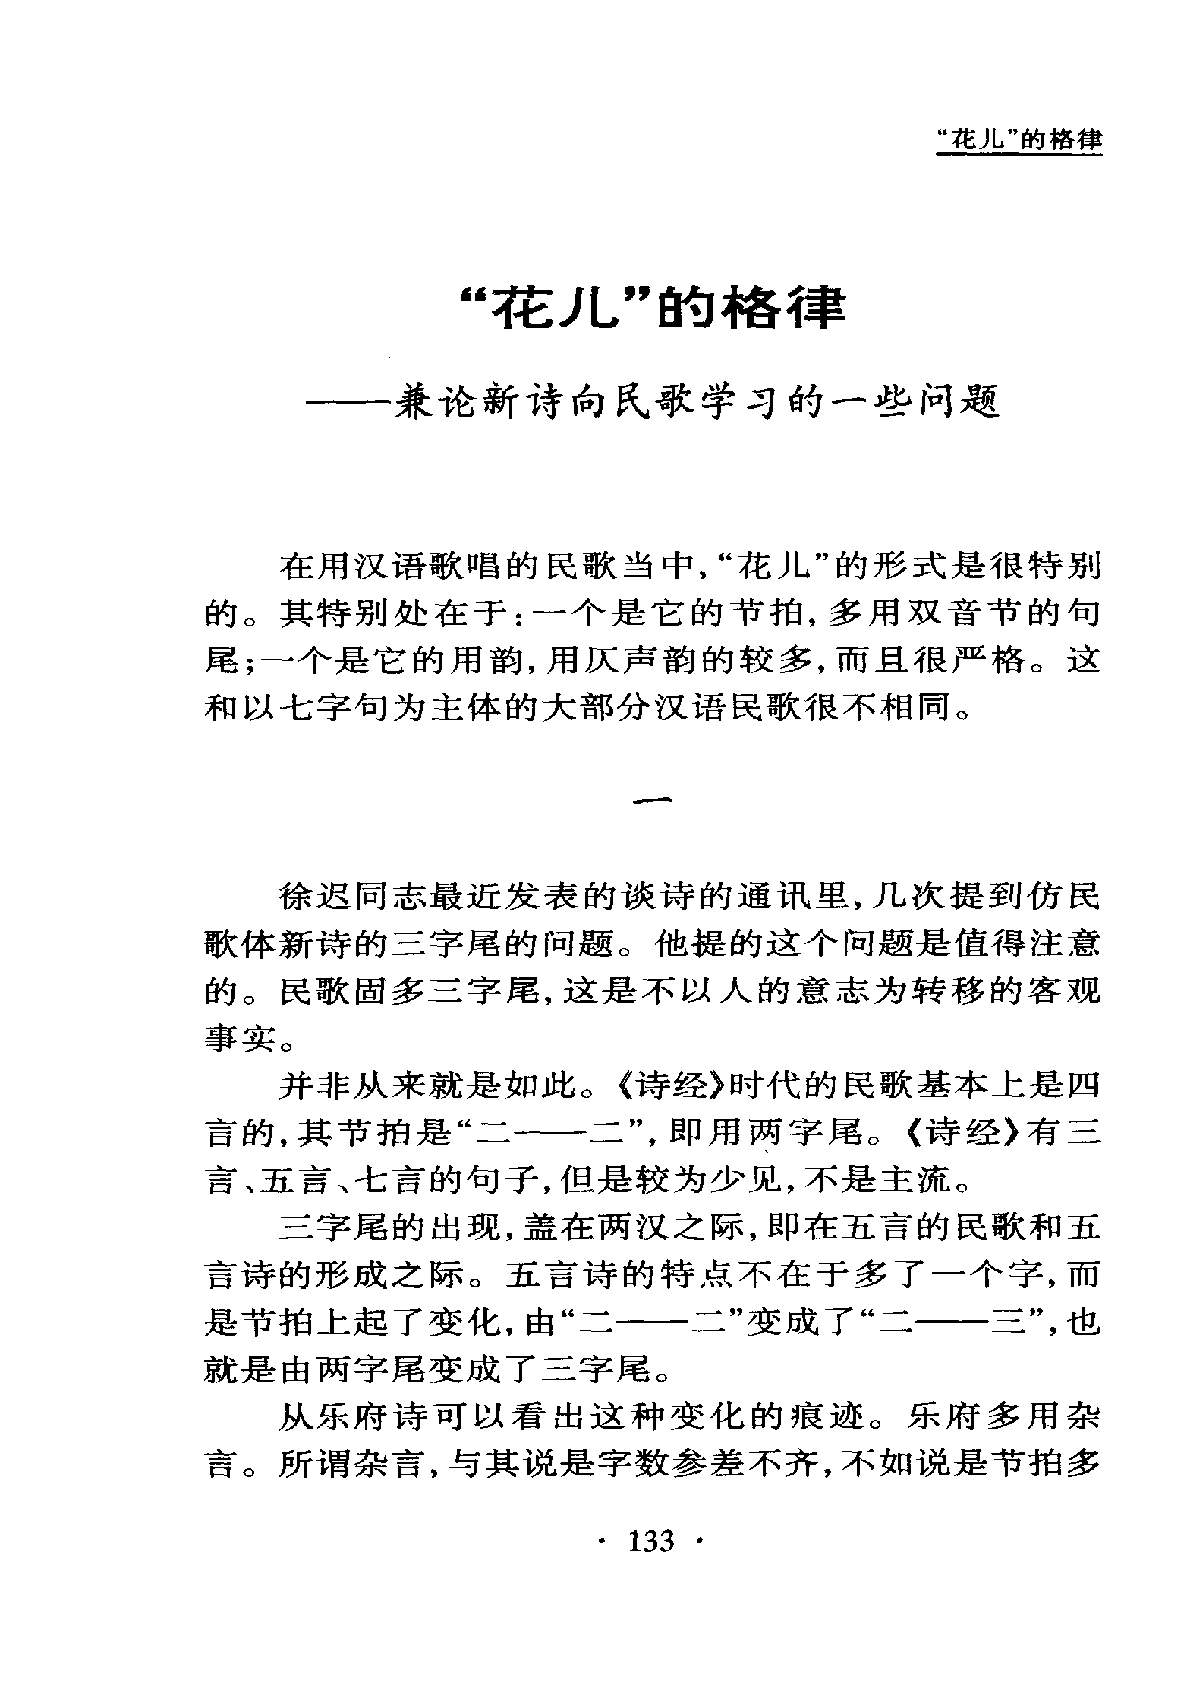 “花儿”的格律
“花儿”的格律
——兼论新诗向民歌学习的一些问题
在用汉语歌唱的民歌当中，“花儿”的形式是很特别
的。其特别处在于：一个是它的节拍，多用双音节的句
尾；一个是它的用韵，用仄声韵的较多，而且很严格。这
和以七字句为主体的大部分汉语民歌很不相同。
一
徐迟同志最近发表的谈诗的通讯里，几次提到仿民
歌体新诗的三字尾的问题。他提的这个问题是值得注意
的。民歌固多三字尾，这是不以人的意志为转移的客观
事实。
并非从来就是如此。《诗经》时代的民歌基本上是四
言的，其节拍是“二——二”，即用两字尾。《诗经》有三
言、五言、七言的句子，但是较为少见，不是主流。
三字尾的出现，盖在两汉之际，即在五言的民歌和五
言诗的形成之际。五言诗的特点不在于多了一个字，而
是节拍上起了变化，由“二——二”变成了“二——三”，也
就是由两字尾变成了三字尾。
从乐府诗可以看出这种变化的痕迹。乐府多用杂
言。所谓杂言，与其说是字数参差不齐，不如说是节拍多
· 133 ·